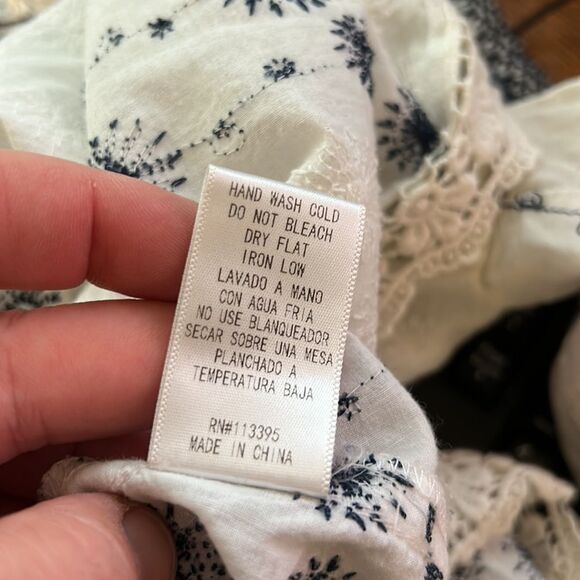 HAND WASH COLD
DO NOT BLEACH
DRY FLAT
IRON LOW
LAVADO A MANO
CON AGUA FRIA
NO USE BLANQUEADOR
SECAR SOBRE UNA MESA
PLANCHADO A
TEMPERATURA BAJA
RN#113395
MADE IN CHINA